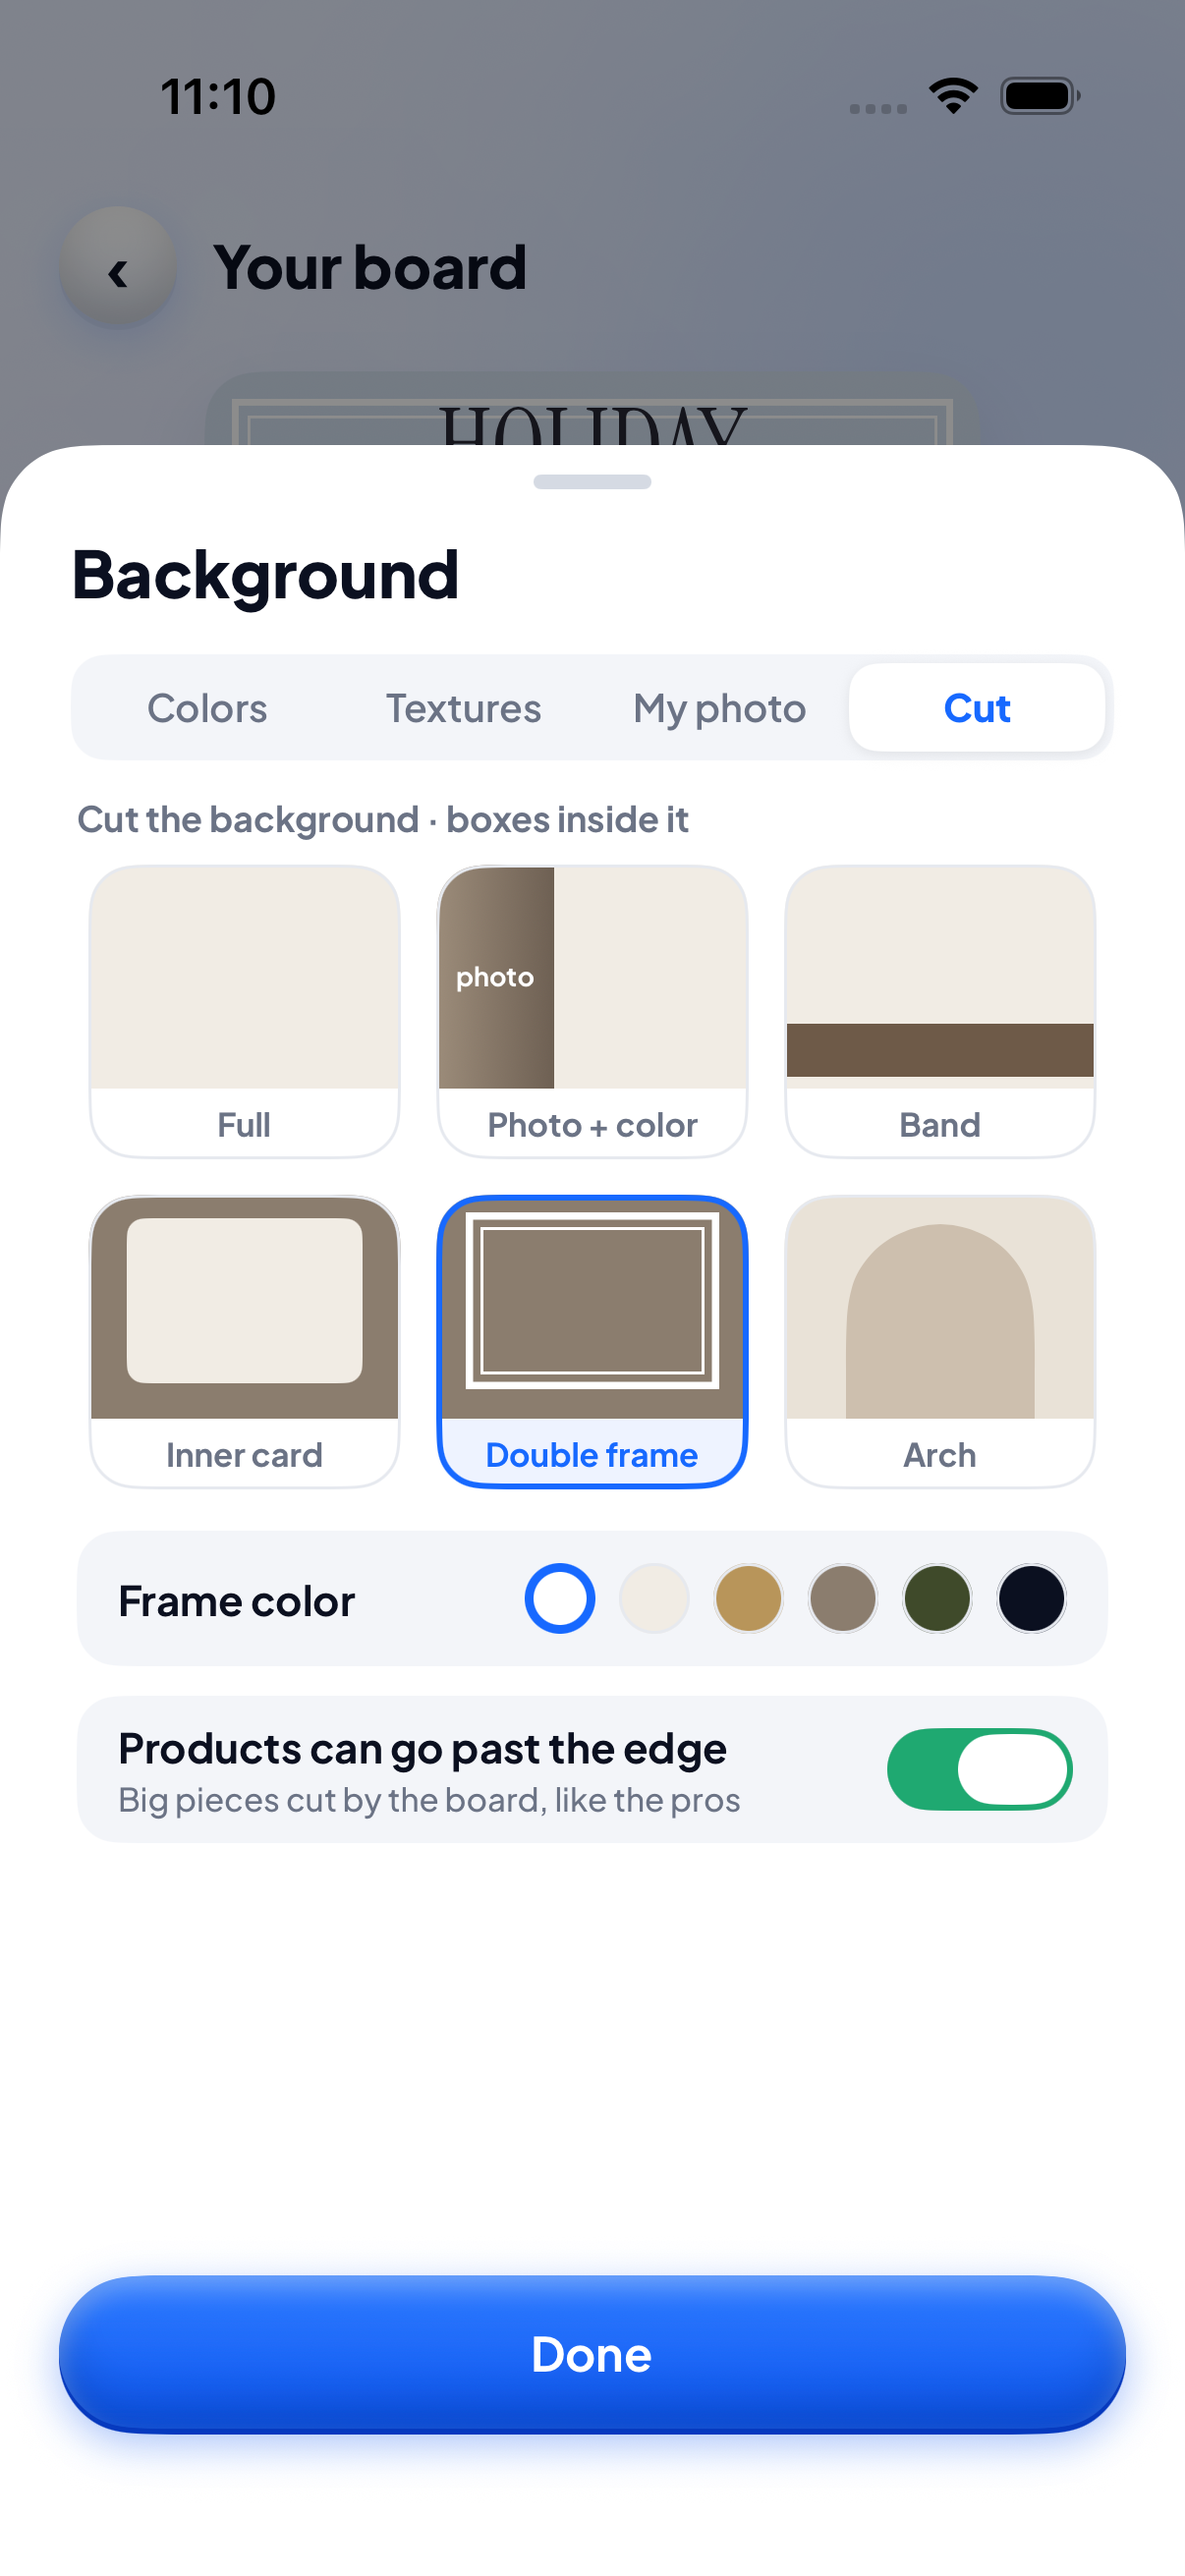 11:10
‹ Your board
HOLIDAY
Background
Colors Textures My photo Cut
Cut the background · boxes inside it
photo
Full Photo + color Band
Inner card Double frame Arch
Frame color
Products can go past the edge
Big pieces cut by the board, like the pros
Done